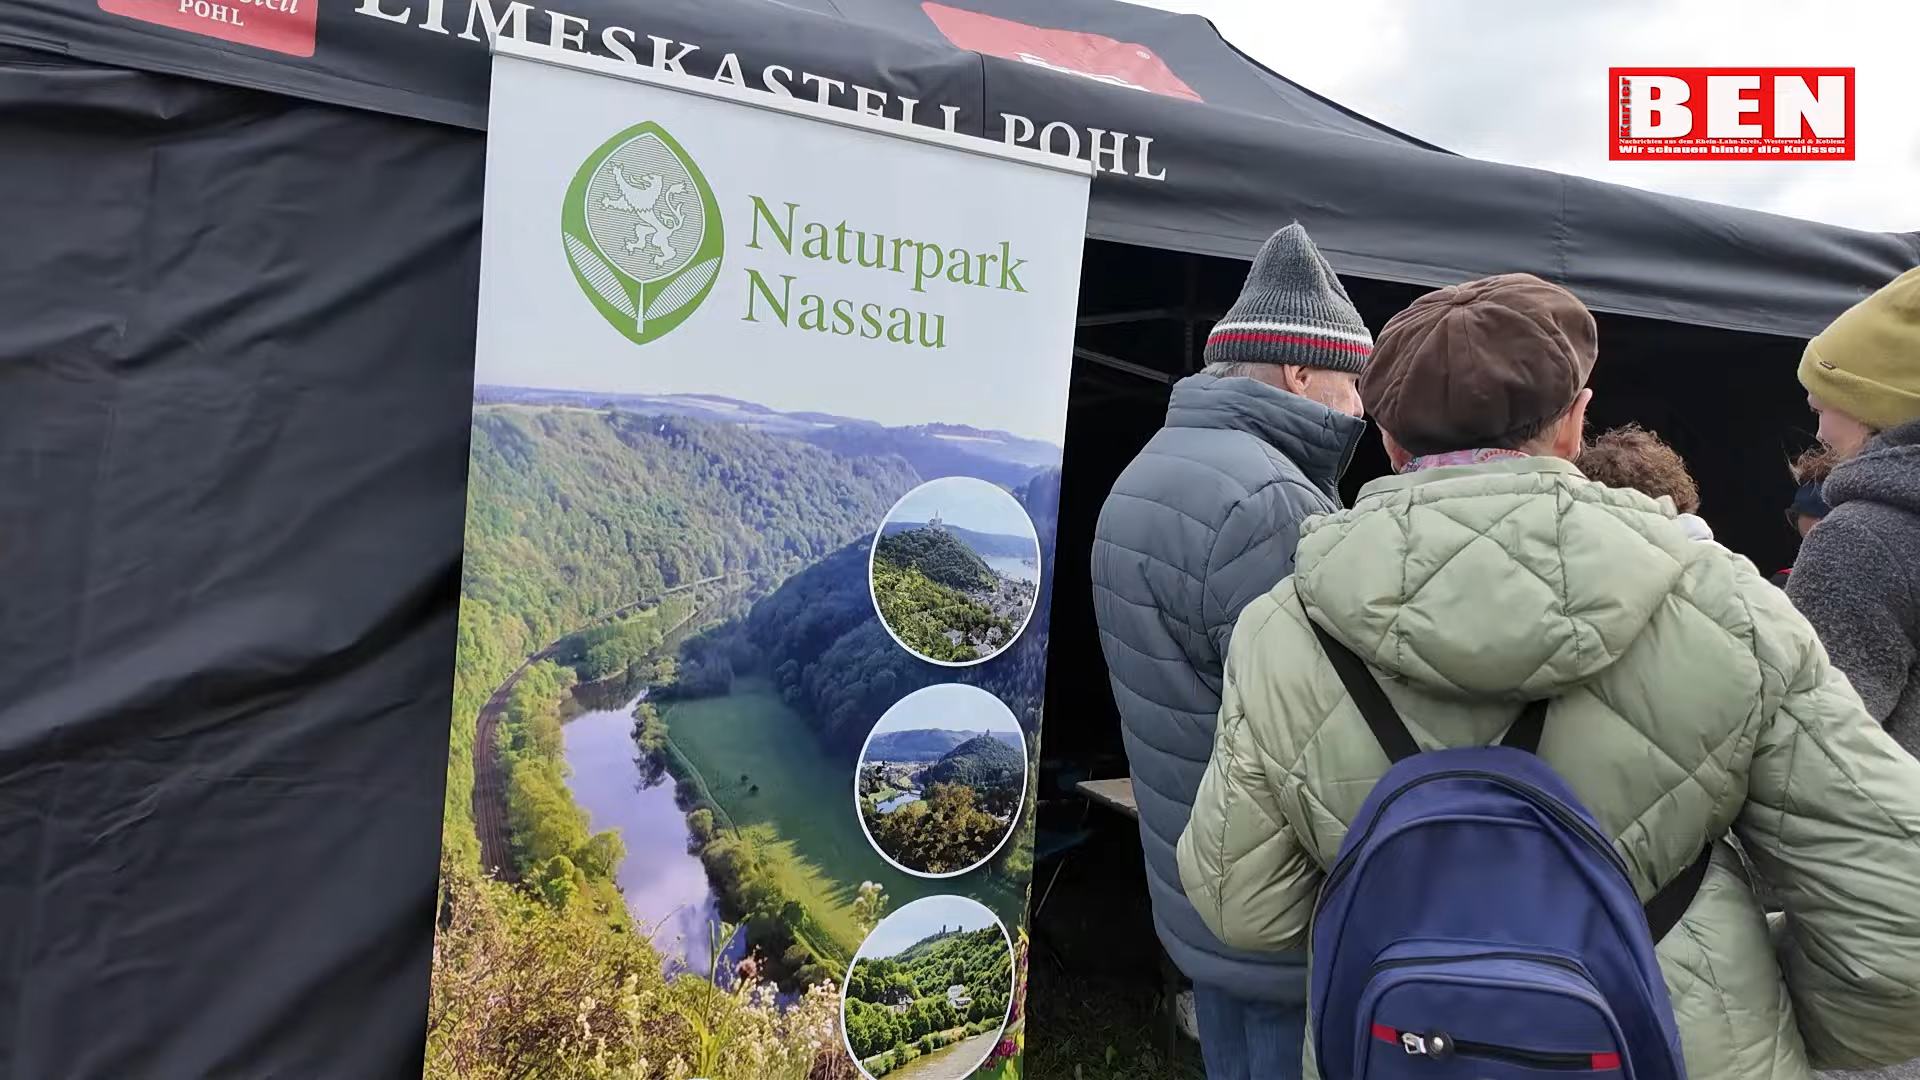 POHL
LIMESKASTELL POHL
Naturpark
Nassau
Kurier
BEN
Nachrichten aus dem Rhein-Lahn-Kreis, Westerwald & Koblenz
Wir schauen hinter die Kulissen